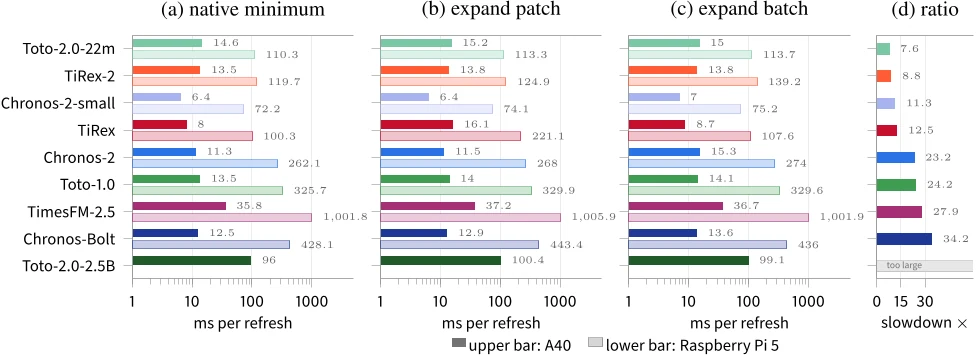 (a) native minimum
(b) expand patch
(c) expand batch
(d) ratio
Toto-2.0-22m
14.6
110.3
15.2
113.3
15
113.7
7.6
TiRex-2
13.5
119.7
13.8
124.9
13.8
139.2
8.8
Chronos-2-small
6.4
72.2
6.4
74.1
7
75.2
11.3
TiRex
8
100.3
16.1
221.1
8.7
107.6
12.5
Chronos-2
11.3
262.1
11.5
268
15.3
274
23.2
Toto-1.0
13.5
325.7
14
329.9
14.1
329.6
24.2
TimesFM-2.5
35.8
1,001.8
37.2
1,005.9
36.7
1,001.9
27.9
Chronos-Bolt
12.5
428.1
12.9
443.4
13.6
436
34.2
Toto-2.0-2.5B
96
100.4
99.1
too large
1 10 100 1000
1 10 100 1000
1 10 100 1000
0 15 30
ms per refresh
ms per refresh
ms per refresh
slowdown ×
upper bar: A40
lower bar: Raspberry Pi 5